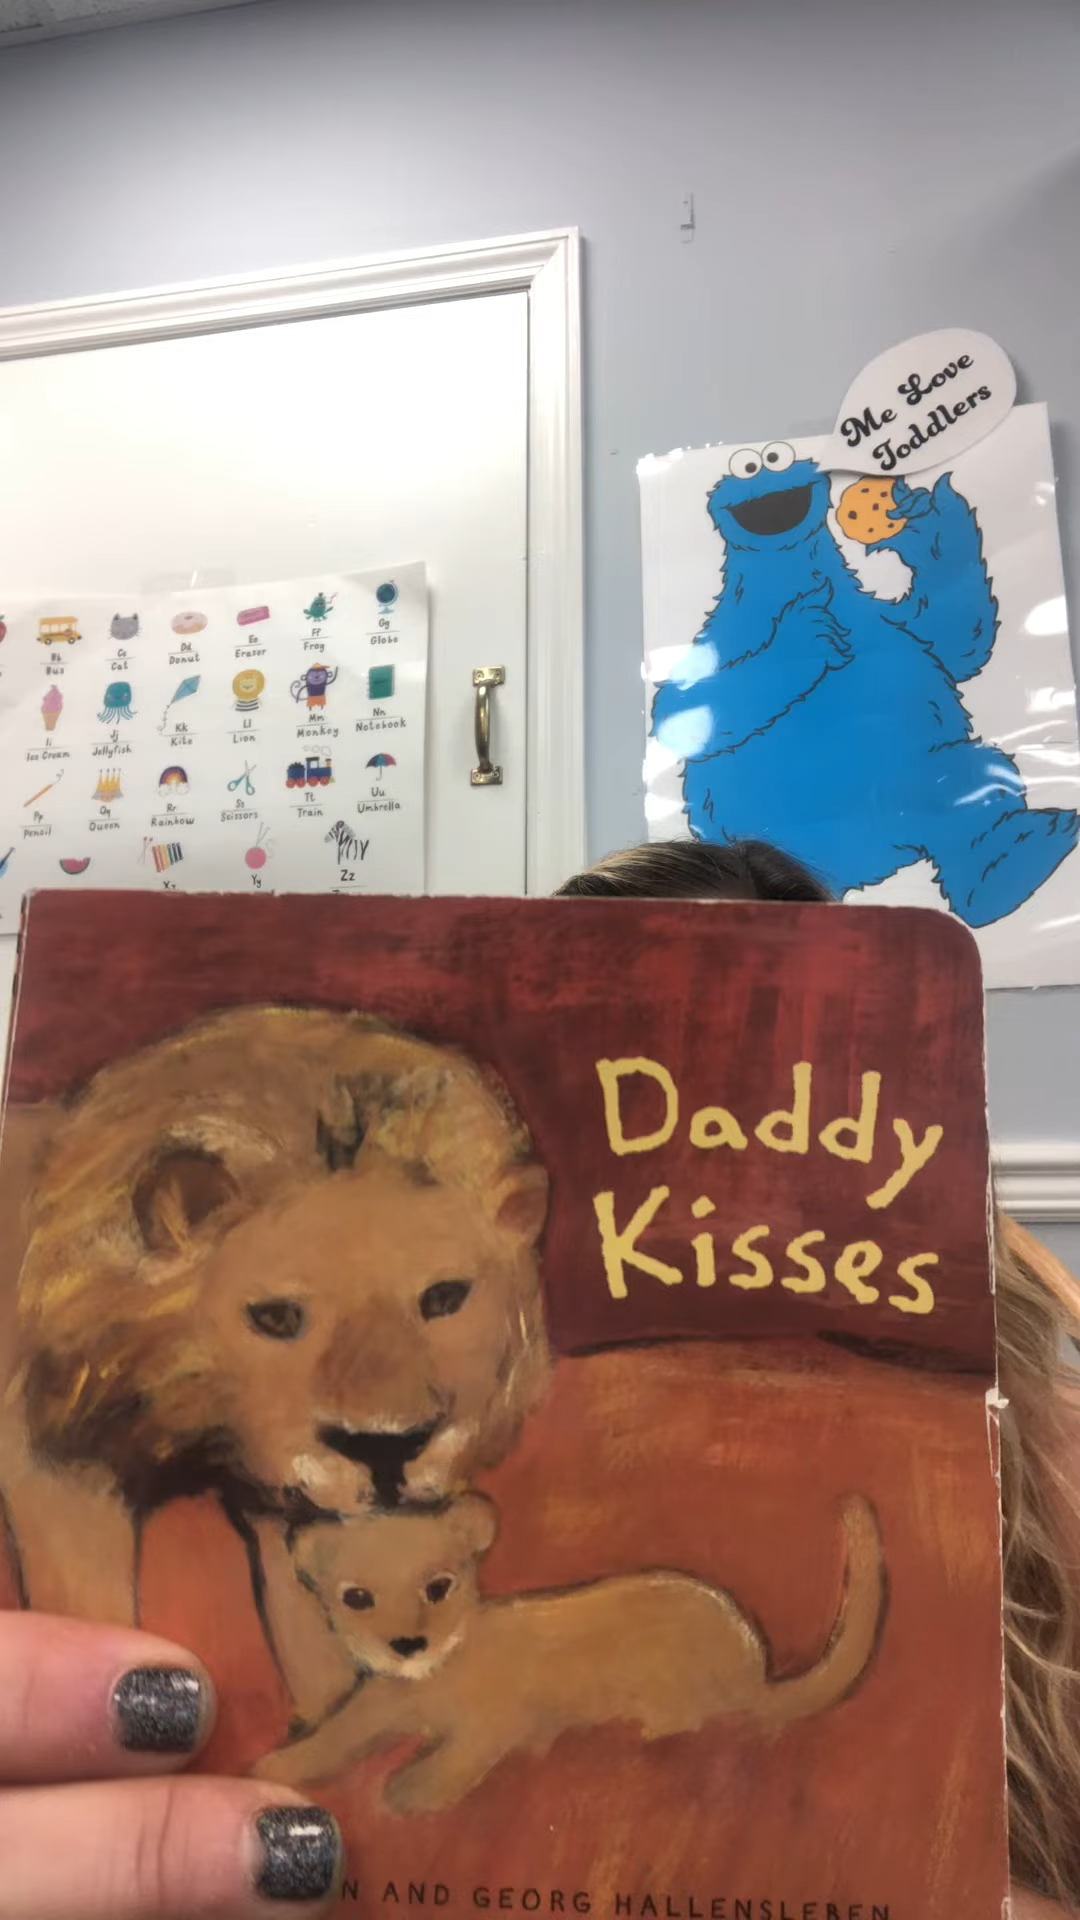 Me Love
Toddlers
Bb
Bus
Cc
Cat
Dd
Donut
Ee
Eraser
Ff
Frog
Gg
Globe
Ii
Ice Cream
Jj
Jellyfish
Kk
Kite
Ll
Lion
Mm
Monkey
Nn
Notebook
Pp
Pencil
Qq
Queen
Rr
Rainbow
Ss
Scissors
Tt
Train
Uu
Umbrella
Xx
Yy
Zz
Daddy
Kisses
AND GEORG HALLENSLEBEN